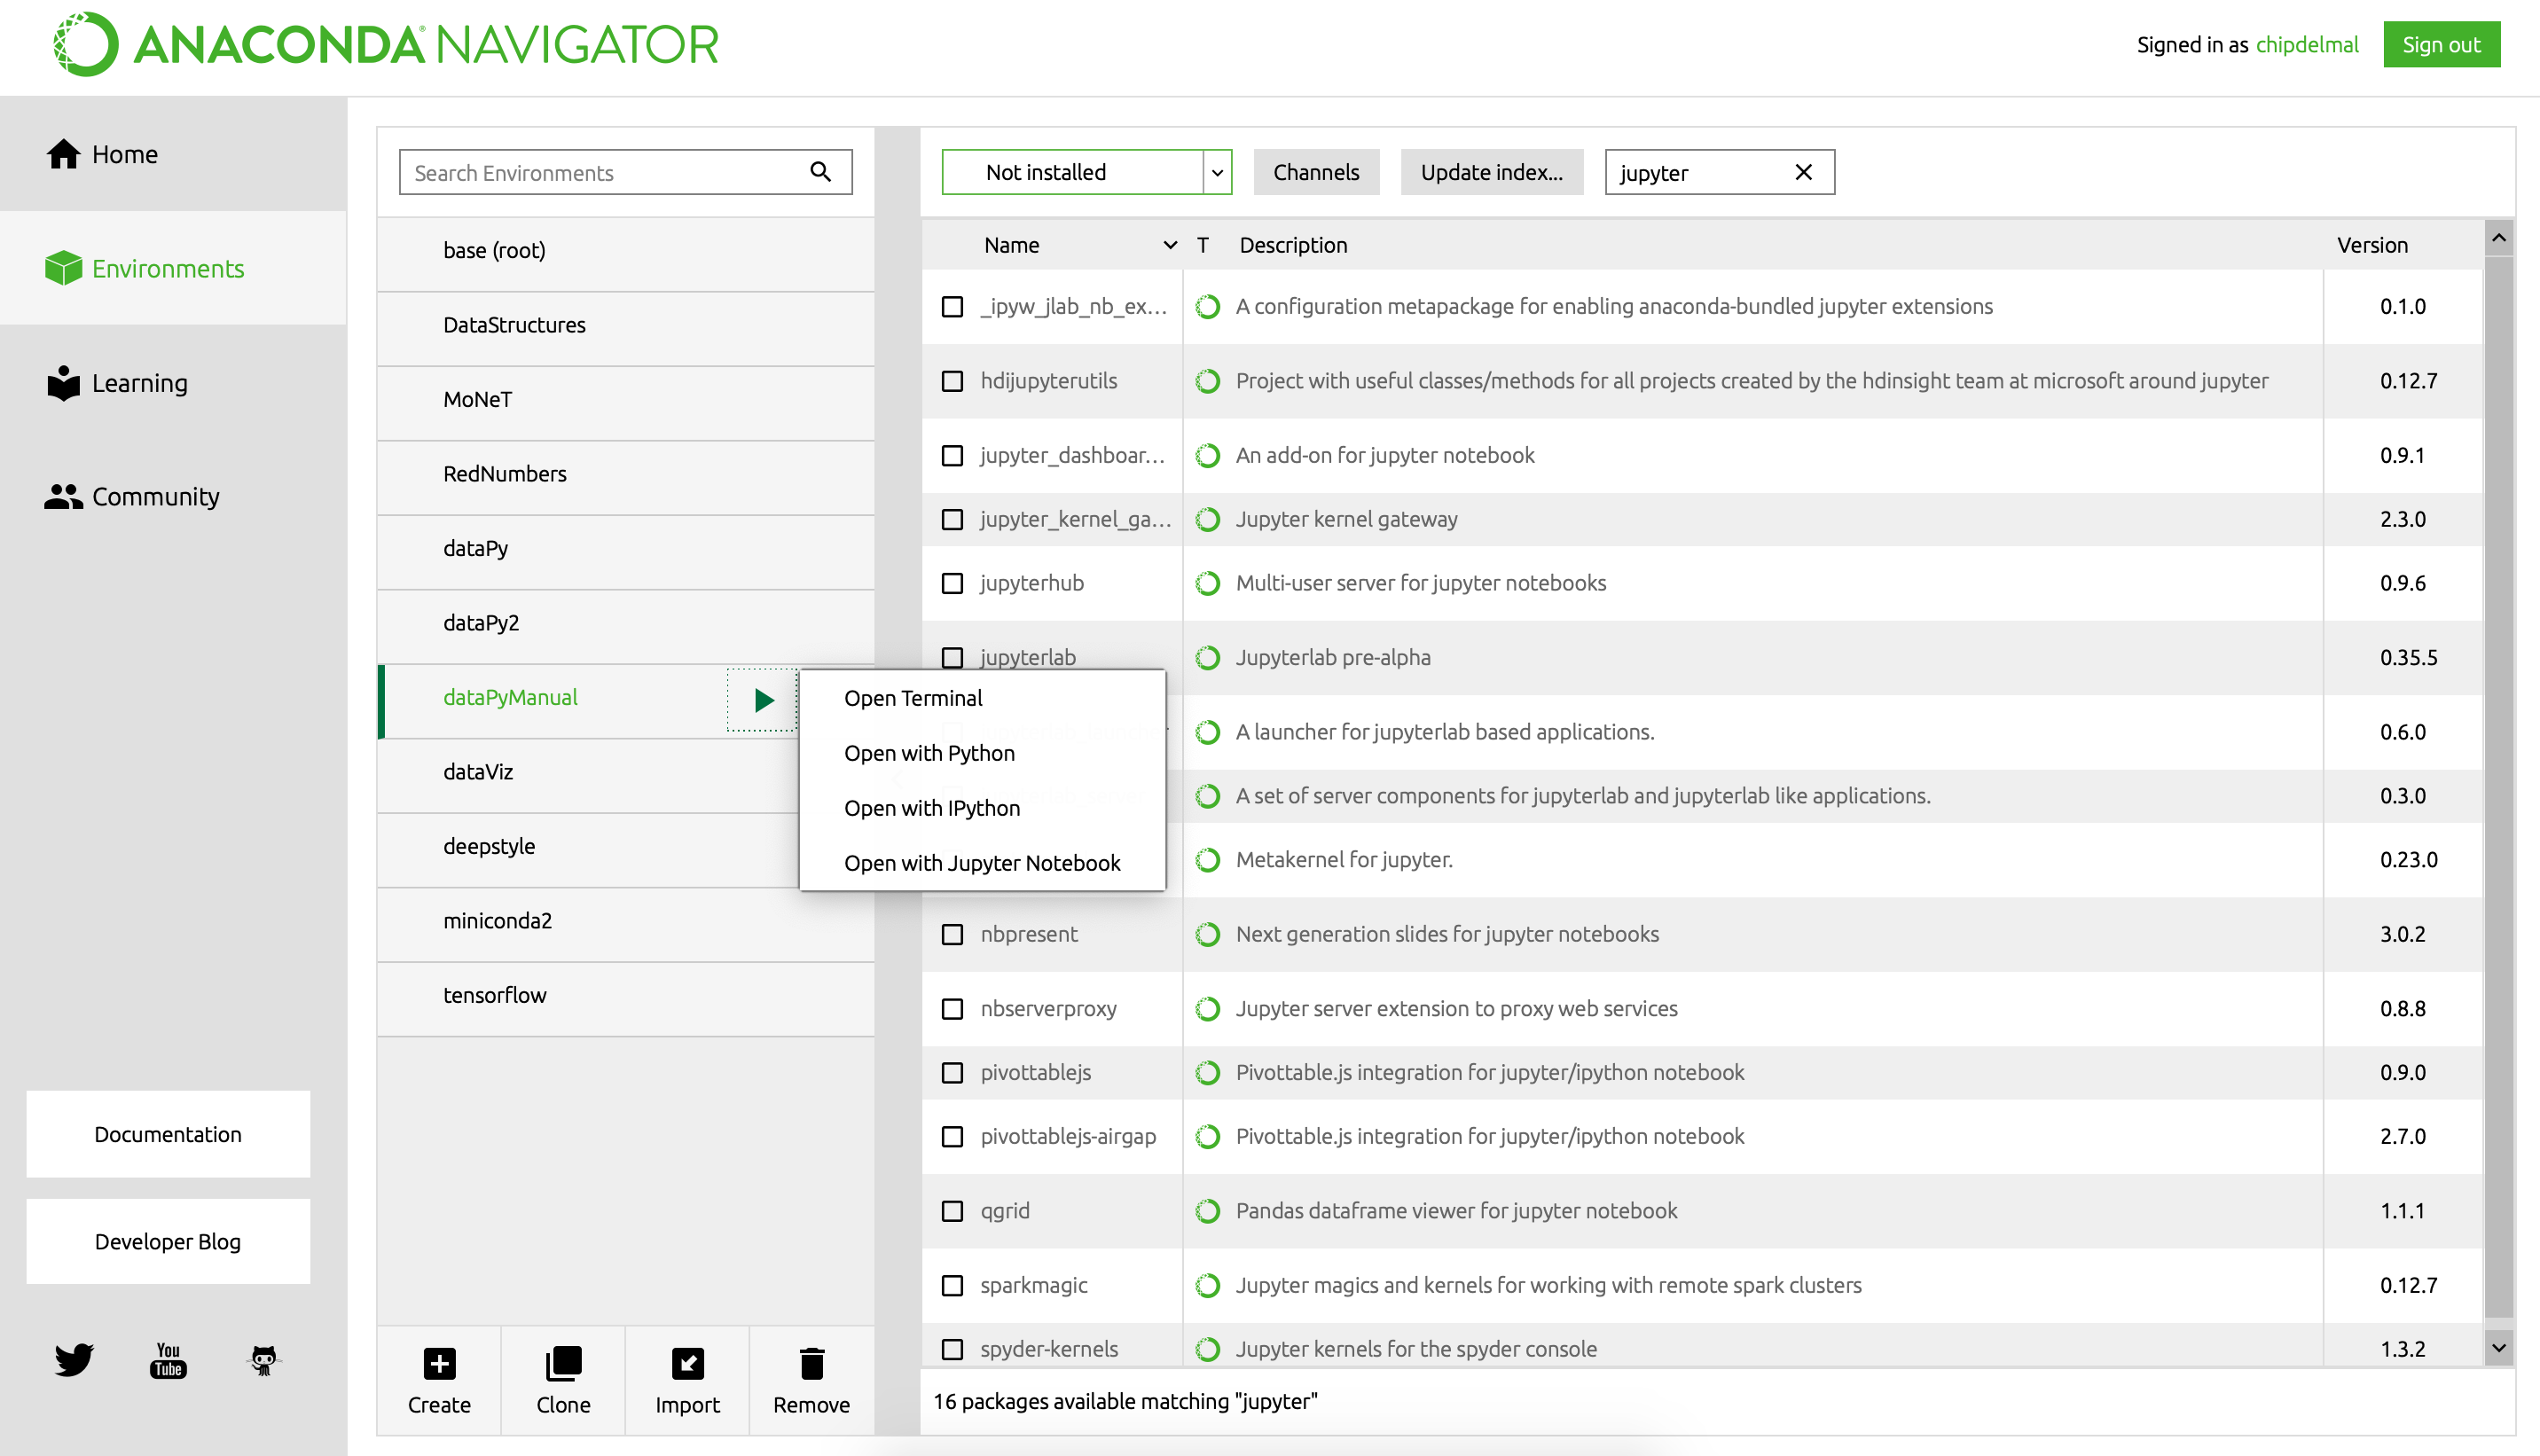 ANACONDA® NAVIGATOR
Signed in as chipdelmal
Sign out
Home
Environments
Learning
Community
Documentation
Developer Blog
You
Tube
Search Environments
base (root)
DataStructures
MoNeT
RedNumbers
dataPy
dataPy2
dataPyManual
dataViz
deepstyle
miniconda2
tensorflow
Create
Clone
Import
Remove
Open Terminal
Open with Python
Open with IPython
Open with Jupyter Notebook
Not installed
Channels
Update index...
jupyter
Name T Description Version
_ipyw_jlab_nb_ex... A configuration metapackage for enabling anaconda-bundled jupyter extensions 0.1.0
hdijupyterutils Project with useful classes/methods for all projects created by the hdinsight team at microsoft around jupyter 0.12.7
jupyter_dashboar... An add-on for jupyter notebook 0.9.1
jupyter_kernel_ga... Jupyter kernel gateway 2.3.0
jupyterhub Multi-user server for jupyter notebooks 0.9.6
jupyterlab Jupyterlab pre-alpha 0.35.5
A launcher for jupyterlab based applications. 0.6.0
A set of server components for jupyterlab and jupyterlab like applications. 0.3.0
Metakernel for jupyter. 0.23.0
nbpresent Next generation slides for jupyter notebooks 3.0.2
nbserverproxy Jupyter server extension to proxy web services 0.8.8
pivottablejs Pivottable.js integration for jupyter/ipython notebook 0.9.0
pivottablejs-airgap Pivottable.js integration for jupyter/ipython notebook 2.7.0
qgrid Pandas dataframe viewer for jupyter notebook 1.1.1
sparkmagic Jupyter magics and kernels for working with remote spark clusters 0.12.7
spyder-kernels Jupyter kernels for the spyder console 1.3.2
16 packages available matching "jupyter"